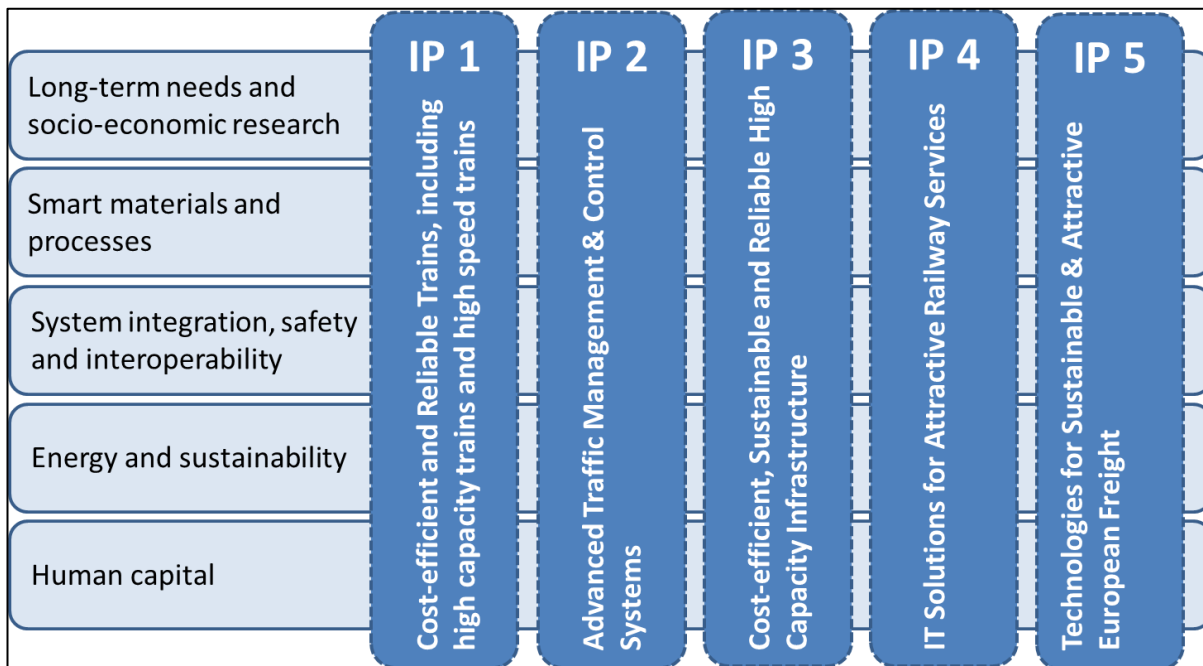 Long-term needs and
socio-economic research
Smart materials and
processes
System integration, safety
and interoperability
Energy and sustainability
Human capital
IP 1
Cost-efficient and Reliable Trains, including
high capacity trains and high speed trains
IP 2
Advanced Traffic Management & Control
Systems
IP 3
Cost-efficient, Sustainable and Reliable High
Capacity Infrastructure
IP 4
IT Solutions for Attractive Railway Services
IP 5
Technologies for Sustainable & Attractive
European Freight